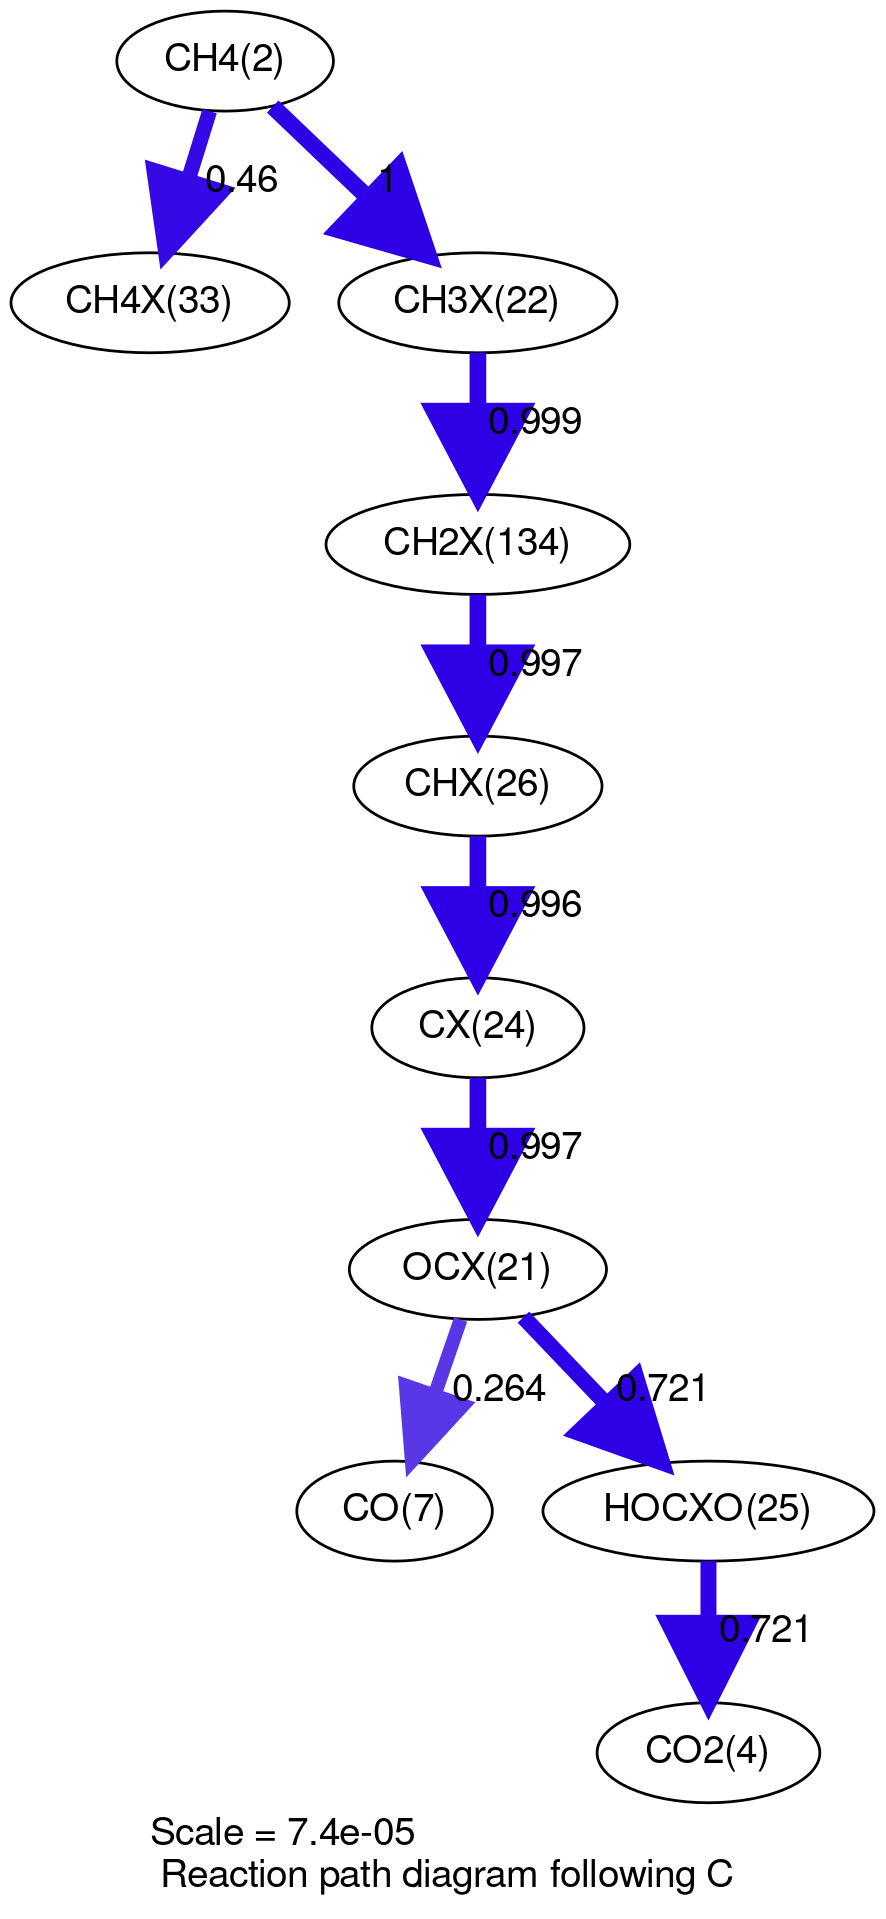 CH4(2)
0.46
1
CH4X(33)
CH3X(22)
0.999
CH2X(134)
0.997
CHX(26)
0.996
CX(24)
0.997
OCX(21)
0.264
0.721
CO(7)
HOCXO(25)
0.721
CO2(4)
Scale = 7.4e-05
Reaction path diagram following C